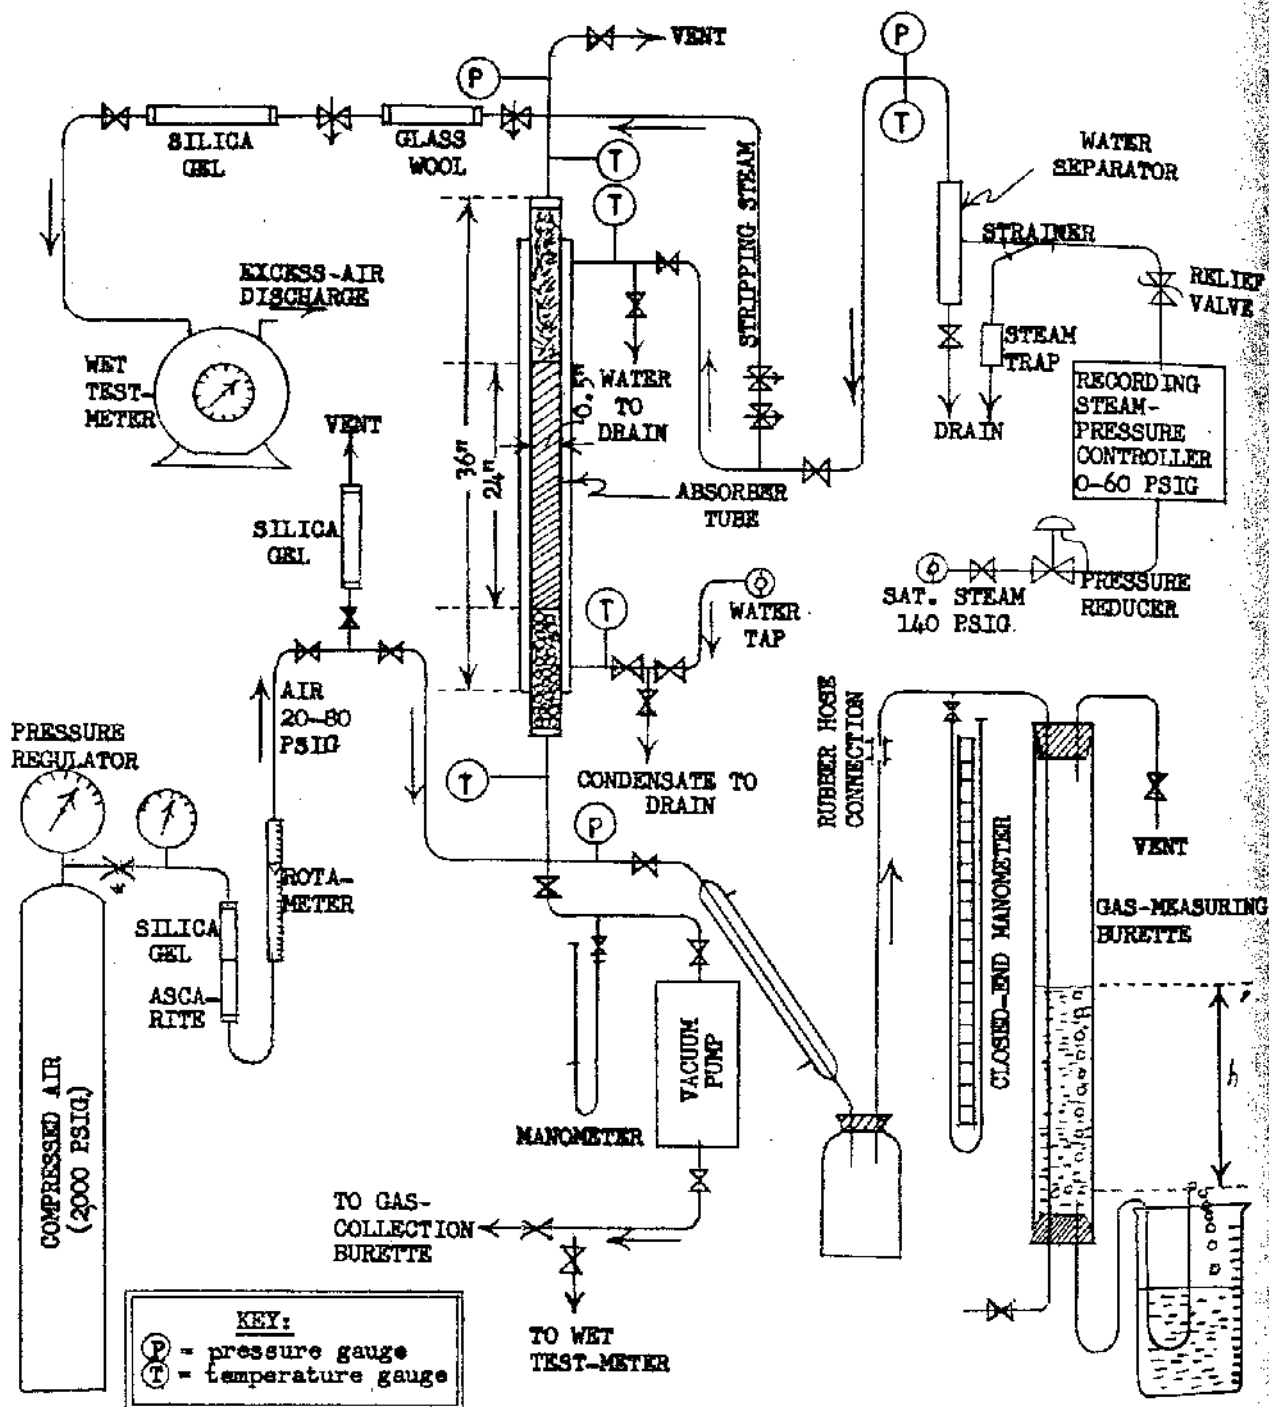 VENT
P
P
T
SILICA
GEL
GLASS
WOOL
T
T
STRIPPING STEAM
WATER
SEPARATOR
STRAINER
RELIEF
VALVE
EXCESS-AIR
DISCHARGE
WET
TEST-
METER
VENT
36"
24"
0.5"
WATER
TO
DRAIN
STEAM
TRAP
DRAIN
RECORDING
STEAM-
PRESSURE
CONTROLLER
0-60 PSIG
ABSORBER
TUBE
SILICA
GEL
SAT. STEAM
140 PSIG
PRESSURE
REDUCER
T
WATER
TAP
AIR
20-80
PSIG
PRESSURE
REGULATOR
T
CONDENSATE TO
DRAIN
P
RUBBER HOSE
CONNECTION
VENT
ROTA-
METER
SILICA
GEL
ASCA-
RITE
CLOSED-END MANOMETER
GAS-MEASURING
BURETTE
h
COMPRESSED AIR
(2,000 PSIG)
MANOMETER
VACUUM
PUMP
TO GAS-
COLLECTION
BURETTE
TO WET
TEST-METER
KEY:
P = pressure gauge
T = temperature gauge